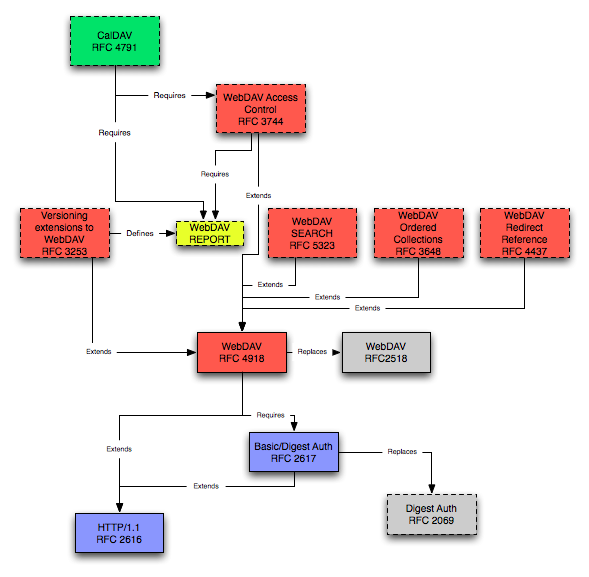 CalDAV
RFC 4791
Requires
WebDAV Access
Control
RFC 3744
Requires
Requires
Extends
Versioning
extensions to
WebDAV
RFC 3253
Defines
WebDAV
REPORT
WebDAV
SEARCH
RFC 5323
WebDAV
Ordered
Collections
RFC 3648
WebDAV
Redirect
Reference
RFC 4437
Extends
Extends
Extends
Extends
WebDAV
RFC 4918
Replaces
WebDAV
RFC2518
Requires
Extends
Basic/Digest Auth
RFC 2617
Replaces
Extends
Digest Auth
RFC 2069
HTTP/1.1
RFC 2616